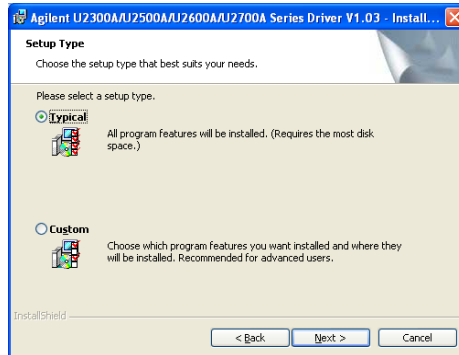 Agilent U2300A/U2500A/U2600A/U2700A Series Driver V1.03 - Install...
Setup Type
Choose the setup type that best suits your needs.
Please select a setup type.
Typical
All program features will be installed. (Requires the most disk
space.)
Custom
Choose which program features you want installed and where they
will be installed. Recommended for advanced users.
InstallShield
< Back Next > Cancel